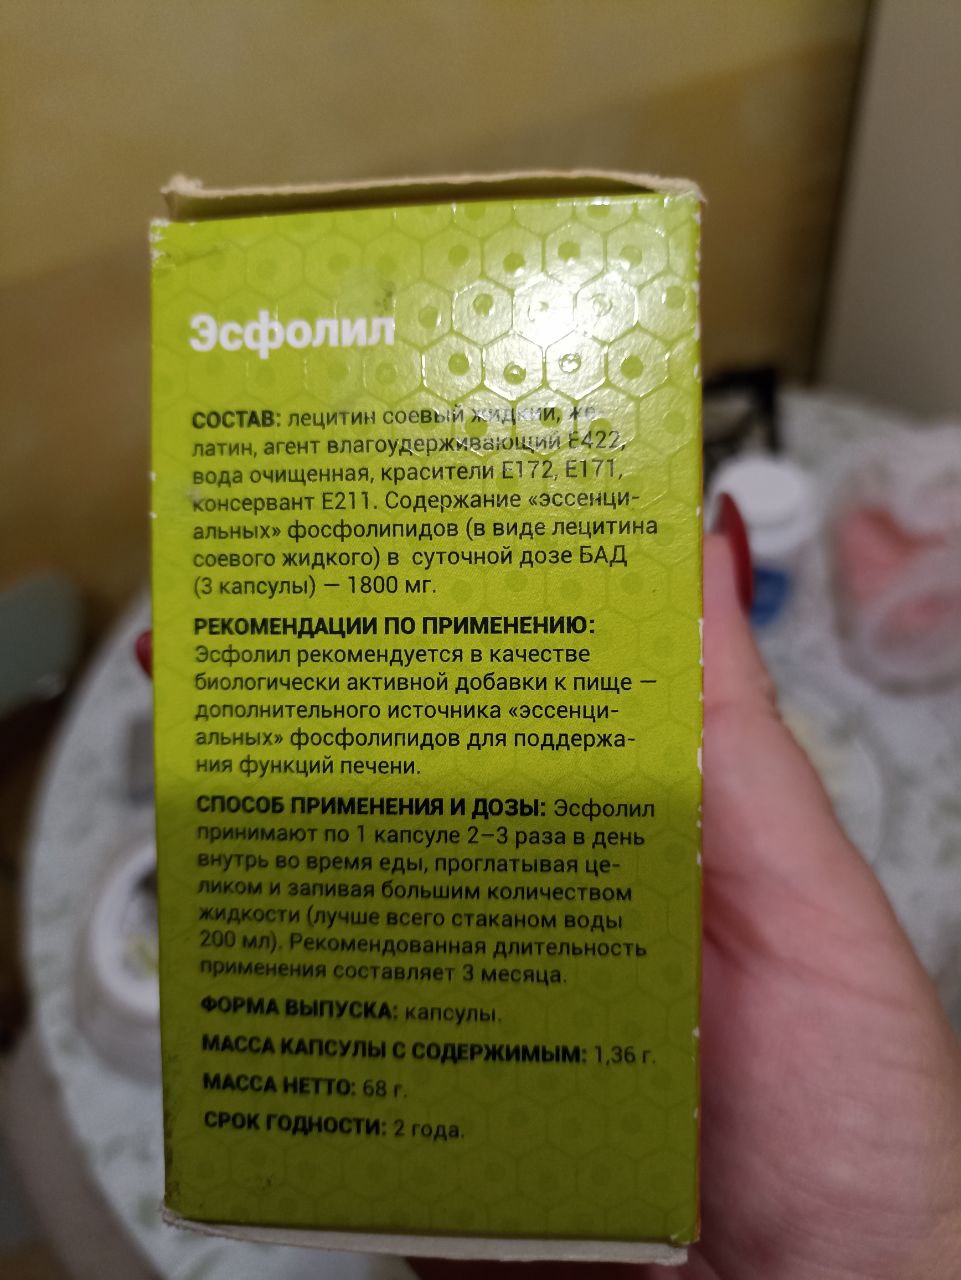 Эсфолил
СОСТАВ: лецитин соевый жидкий, же-
латин, агент влагоудерживающий Е422,
вода очищенная, красители Е172, Е171,
консервант Е211. Содержание «эссенци-
альных» фосфолипидов (в виде лецитина
соевого жидкого) в суточной дозе БАД
(3 капсулы) — 1800 мг.
РЕКОМЕНДАЦИИ ПО ПРИМЕНЕНИЮ:
Эсфолил рекомендуется в качестве
биологически активной добавки к пище —
дополнительного источника «эссенци-
альных» фосфолипидов для поддержа-
ния функций печени.
СПОСОБ ПРИМЕНЕНИЯ И ДОЗЫ: Эсфолил
принимают по 1 капсуле 2–3 раза в день
внутрь во время еды, проглатывая це-
ликом и запивая большим количеством
жидкости (лучше всего стаканом воды
200 мл). Рекомендованная длительность
применения составляет 3 месяца.
ФОРМА ВЫПУСКА: капсулы.
МАССА КАПСУЛЫ С СОДЕРЖИМЫМ: 1,36 г.
МАССА НЕТТО: 68 г.
СРОК ГОДНОСТИ: 2 года.